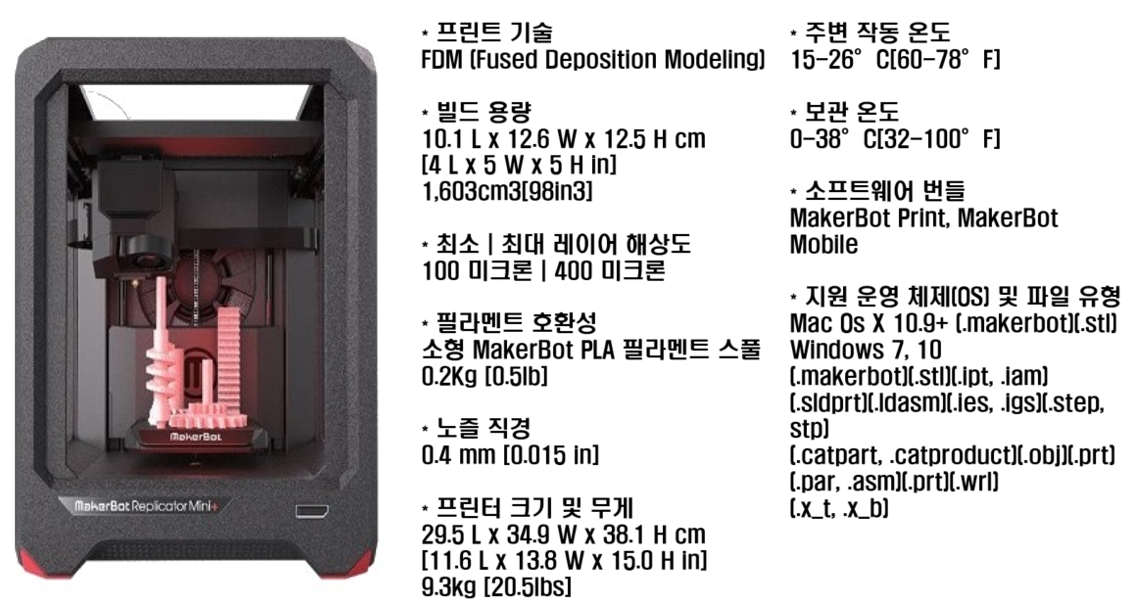 MakerBot
MakerBot Replicator Mini+
* 프린트 기술
FDM (Fused Deposition Modeling)
* 빌드 용량
10.1 L x 12.6 W x 12.5 H cm
[4 L x 5 W x 5 H in]
1,603cm3[98in3]
* 최소 | 최대 레이어 해상도
100 미크론 | 400 미크론
* 필라멘트 호환성
소형 MakerBot PLA 필라멘트 스풀
0.2Kg [0.5lb]
* 노즐 직경
0.4 mm [0.015 in]
* 프린터 크기 및 무게
29.5 L x 34.9 W x 38.1 H cm
[11.6 L x 13.8 W x 15.0 H in]
9.3kg [20.5lbs]
* 주변 작동 온도
15-26° C[60-78° F]
* 보관 온도
0-38° C[32-100° F]
* 소프트웨어 번들
MakerBot Print, MakerBot
Mobile
* 지원 운영 체제(OS) 및 파일 유형
Mac Os X 10.9+ (.makerbot)(.stl)
Windows 7, 10
(.makerbot)(.stl)(.ipt, .iam)
(.sldprt)(.ldasm)(.ies, .igs)(.step,
stp)
(.catpart, .catproduct)(.obj)(.prt)
(.par, .asm)(.prt)(.wrl)
(.x_t, .x_b)